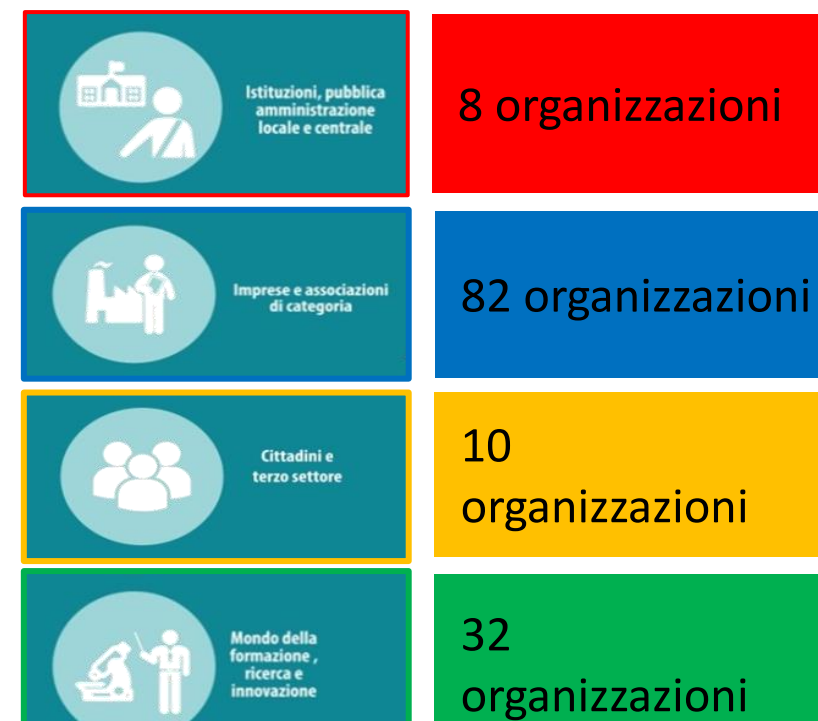 Istituzioni, pubblica
amministrazione
locale e centrale
8 organizzazioni
Imprese e associazioni
di categoria
82 organizzazioni
Cittadini e
terzo settore
10
organizzazioni
Mondo della
formazione ,
ricerca e
innovazione
32
organizzazioni